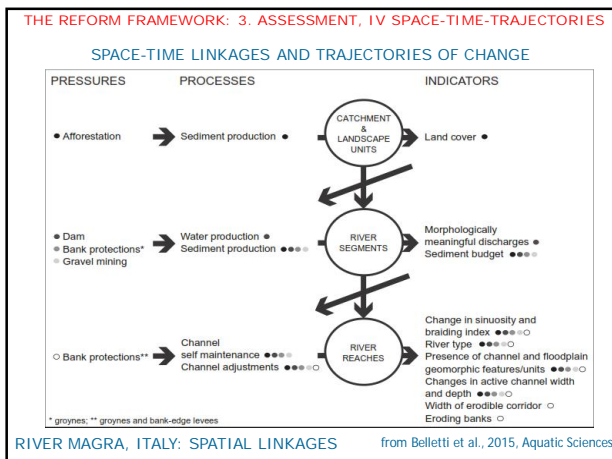 THE REFORM FRAMEWORK: 3. ASSESSMENT, IV SPACE-TIME-TRAJECTORIES
SPACE-TIME LINKAGES AND TRAJECTORIES OF CHANGE
PRESSURES
PROCESSES
INDICATORS
Afforestation
Sediment production
CATCHMENT
&
LANDSCAPE
UNITS
Land cover
Dam
Bank protections*
Gravel mining
Water production
Sediment production
RIVER
SEGMENTS
Morphologically
meaningful discharges
Sediment budget
Bank protections**
Channel
self maintenance
Channel adjustments
RIVER
REACHES
Change in sinuosity and
braiding index
River type
Presence of channel and floodplain
geomorphic features/units
Changes in active channel width
and depth
Width of erodible corridor
Eroding banks
* groynes; ** groynes and bank-edge levees
RIVER MAGRA, ITALY: SPATIAL LINKAGES
from Belletti et al., 2015, Aquatic Sciences